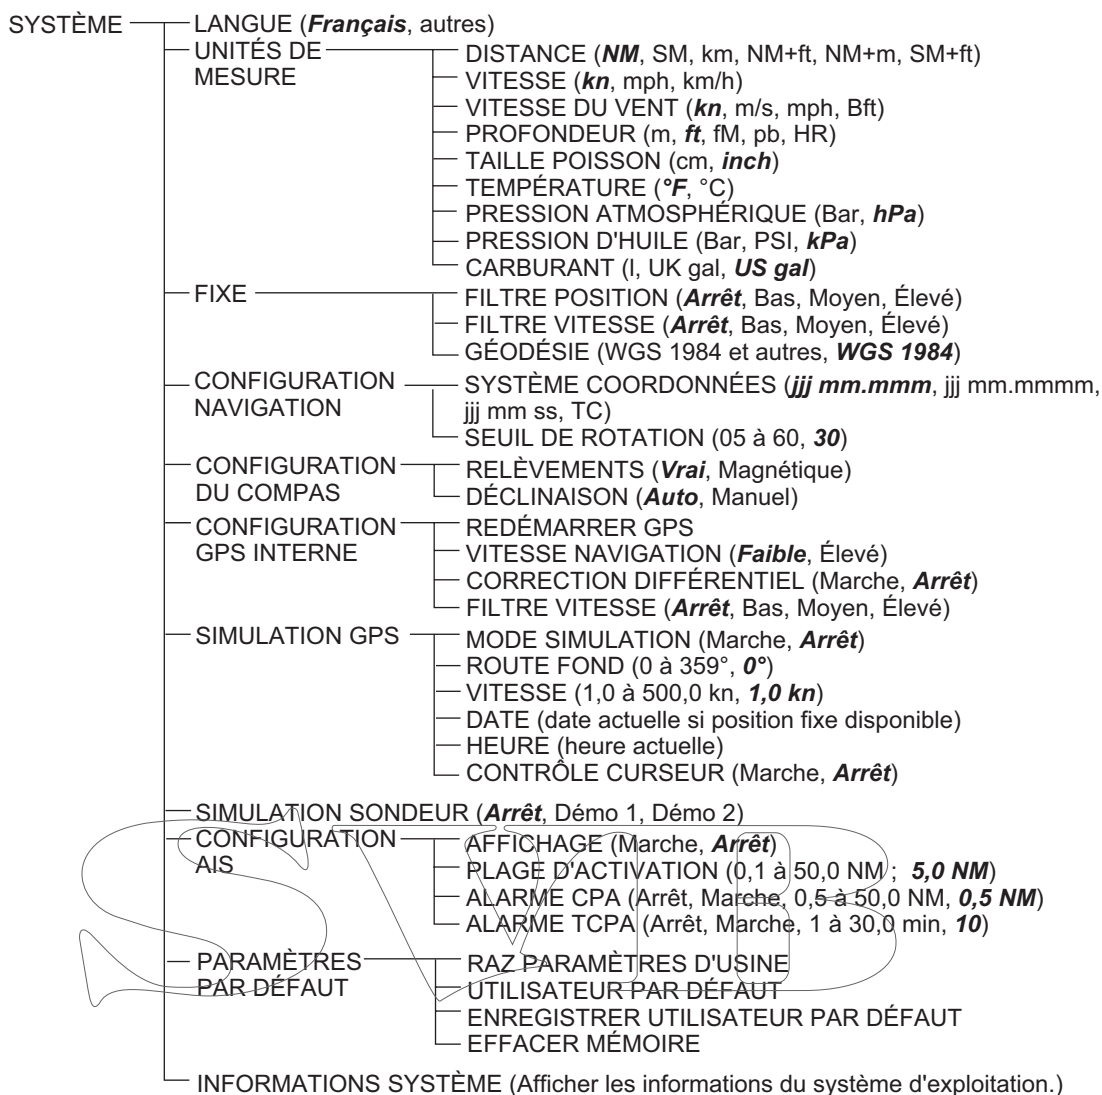 SYSTÈME
LANGUE (Français, autres)
UNITÉS DE
MESURE
DISTANCE (NM, SM, km, NM+ft, NM+m, SM+ft)
VITESSE (kn, mph, km/h)
VITESSE DU VENT (kn, m/s, mph, Bft)
PROFONDEUR (m, ft, fM, pb, HR)
TAILLE POISSON (cm, inch)
TEMPÉRATURE (°F, °C)
PRESSION ATMOSPHÉRIQUE (Bar, hPa)
PRESSION D'HUILE (Bar, PSI, kPa)
CARBURANT (l, UK gal, US gal)
FIXE
FILTRE POSITION (Arrêt, Bas, Moyen, Élevé)
FILTRE VITESSE (Arrêt, Bas, Moyen, Élevé)
GÉODÉSIE (WGS 1984 et autres, WGS 1984)
CONFIGURATION
NAVIGATION
SYSTÈME COORDONNÉES (jjj mm.mmm, jjj mm.mmmm,
jjj mm ss, TC)
SEUIL DE ROTATION (05 à 60, 30)
CONFIGURATION
DU COMPAS
RELÈVEMENTS (Vrai, Magnétique)
DÉCLINAISON (Auto, Manuel)
CONFIGURATION
GPS INTERNE
REDÉMARRER GPS
VITESSE NAVIGATION (Faible, Élevé)
CORRECTION DIFFÉRENTIEL (Marche, Arrêt)
FILTRE VITESSE (Arrêt, Bas, Moyen, Élevé)
SIMULATION GPS
MODE SIMULATION (Marche, Arrêt)
ROUTE FOND (0 à 359°, 0°)
VITESSE (1,0 à 500,0 kn, 1,0 kn)
DATE (date actuelle si position fixe disponible)
HEURE (heure actuelle)
CONTRÔLE CURSEUR (Marche, Arrêt)
SIMULATION SONDEUR (Arrêt, Démo 1, Démo 2)
CONFIGURATION
AIS
AFFICHAGE (Marche, Arrêt)
PLAGE D'ACTIVATION (0,1 à 50,0 NM ; 5,0 NM)
ALARME CPA (Arrêt, Marche, 0,5 à 50,0 NM, 0,5 NM)
ALARME TCPA (Arrêt, Marche, 1 à 30,0 min, 10)
PARAMÈTRES
PAR DÉFAUT
RAZ PARAMÈTRES D'USINE
UTILISATEUR PAR DÉFAUT
ENREGISTRER UTILISATEUR PAR DÉFAUT
EFFACER MÉMOIRE
INFORMATIONS SYSTÈME (Afficher les informations du système d'exploitation.)
SVB